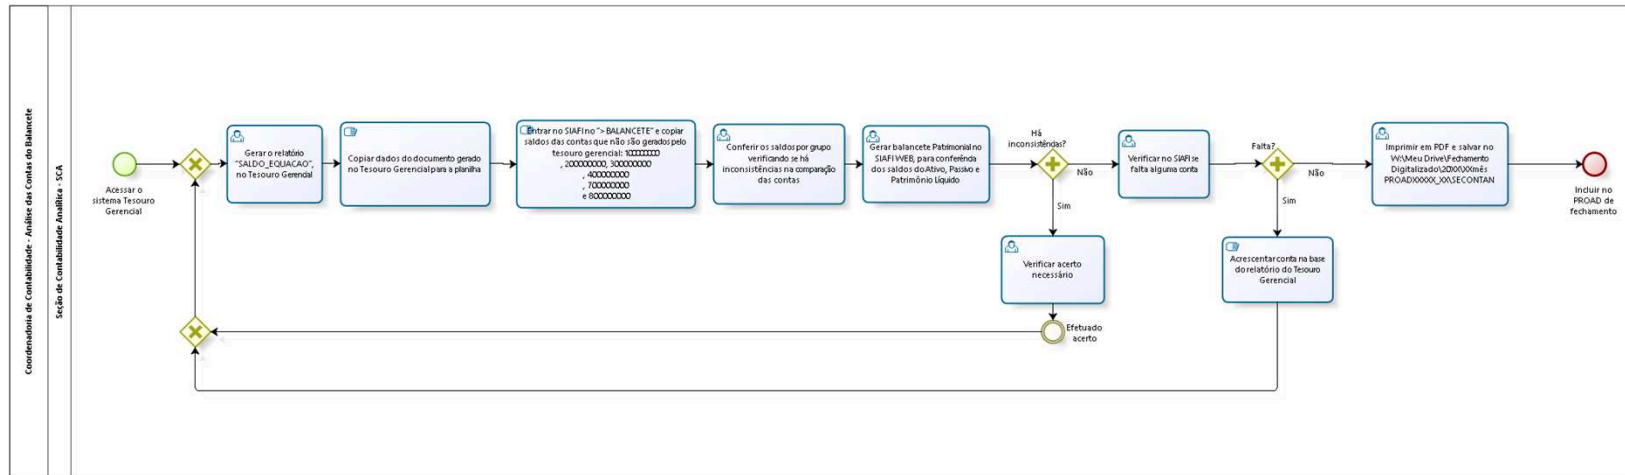 Coordenadoria de Contabilidade - Análise das Contas do Balancete
Seção de Contabilidade Analítica - SCA
Acessar o
sistema Tesouro
Gerencial
Gerar o relatório
"SALDO_EQUACAO",
no Tesouro Gerencial
Copiar dados do documento gerado
no Tesouro Gerencial para a planilha
Entrar no SIAFI no "> BALANCETE" e copiar
saldos das contas que não são gerados pelo
tesouro gerencial: 100000000
, 200000000, 300000000
, 400000000
, 700000000
e 800000000
Conferir os saldos por grupo
verificando se há
inconsistências na comparação
das contas
Gerar balancete Patrimonial no
SIAFI WEB, para conferência
dos saldos do Ativo, Passivo e
Patrimônio Líquido
Há
inconsistências?
Não
Sim
Verificar acerto
necessário
Efetuado
acerto
Verificar no SIAFI se
falta alguma conta
Falta?
Não
Sim
Acrescentar conta na base
do relatório do Tesouro
Gerencial
Imprimir em PDF e salvar no
W:\Meu Drive\Fechamento
Digitalizado\20XX\XXmês
PROADXXXXX_XX\SECONTAN
Incluir no
PROAD de
fechamento